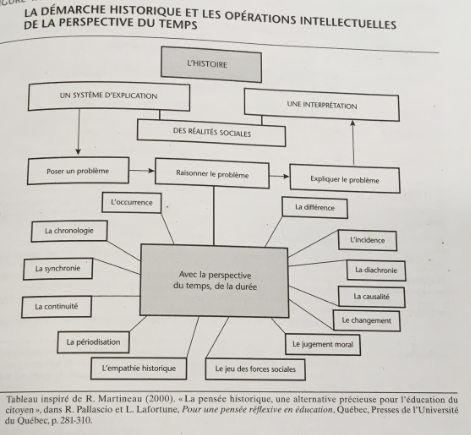 LA DÉMARCHE HISTORIQUE ET LES OPÉRATIONS INTELLECTUELLES
DE LA PERSPECTIVE DU TEMPS
L'HISTOIRE
UN SYSTÈME D'EXPLICATION
UNE INTERPRÉTATION
DES RÉALITÉS SOCIALES
Poser un problème
Raisonner le problème
Expliquer le problème
L'occurrence
La différence
La chronologie
L'incidence
La synchronie
La diachronie
Avec la perspective
du temps, de la durée
La continuité
La causalité
Le changement
La périodisation
Le jugement moral
L'empathie historique
Le jeu des forces sociales
Tableau inspiré de R. Martineau (2000). « La pensée historique, une alternative précieuse pour l'éducation du
citoyen », dans R. Pallascio et L. Lafortune, Pour une pensée réflexive en éducation, Québec, Presses de l'Université
du Québec, p. 281-310.